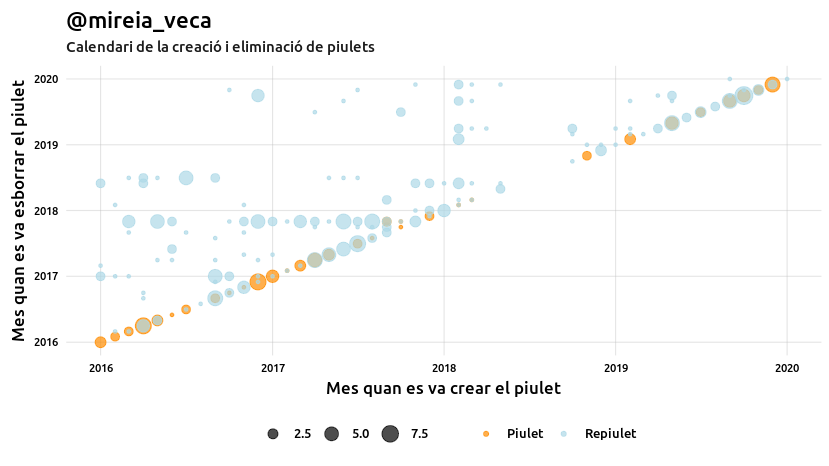 @mireia_veca
Calendari de la creació i eliminació de piulets
Mes quan es va esborrar el piulet
2020
2019
2018
2017
2016
2016 2017 2018 2019 2020
Mes quan es va crear el piulet
2.5 5.0 7.5 Piulet Repiulet